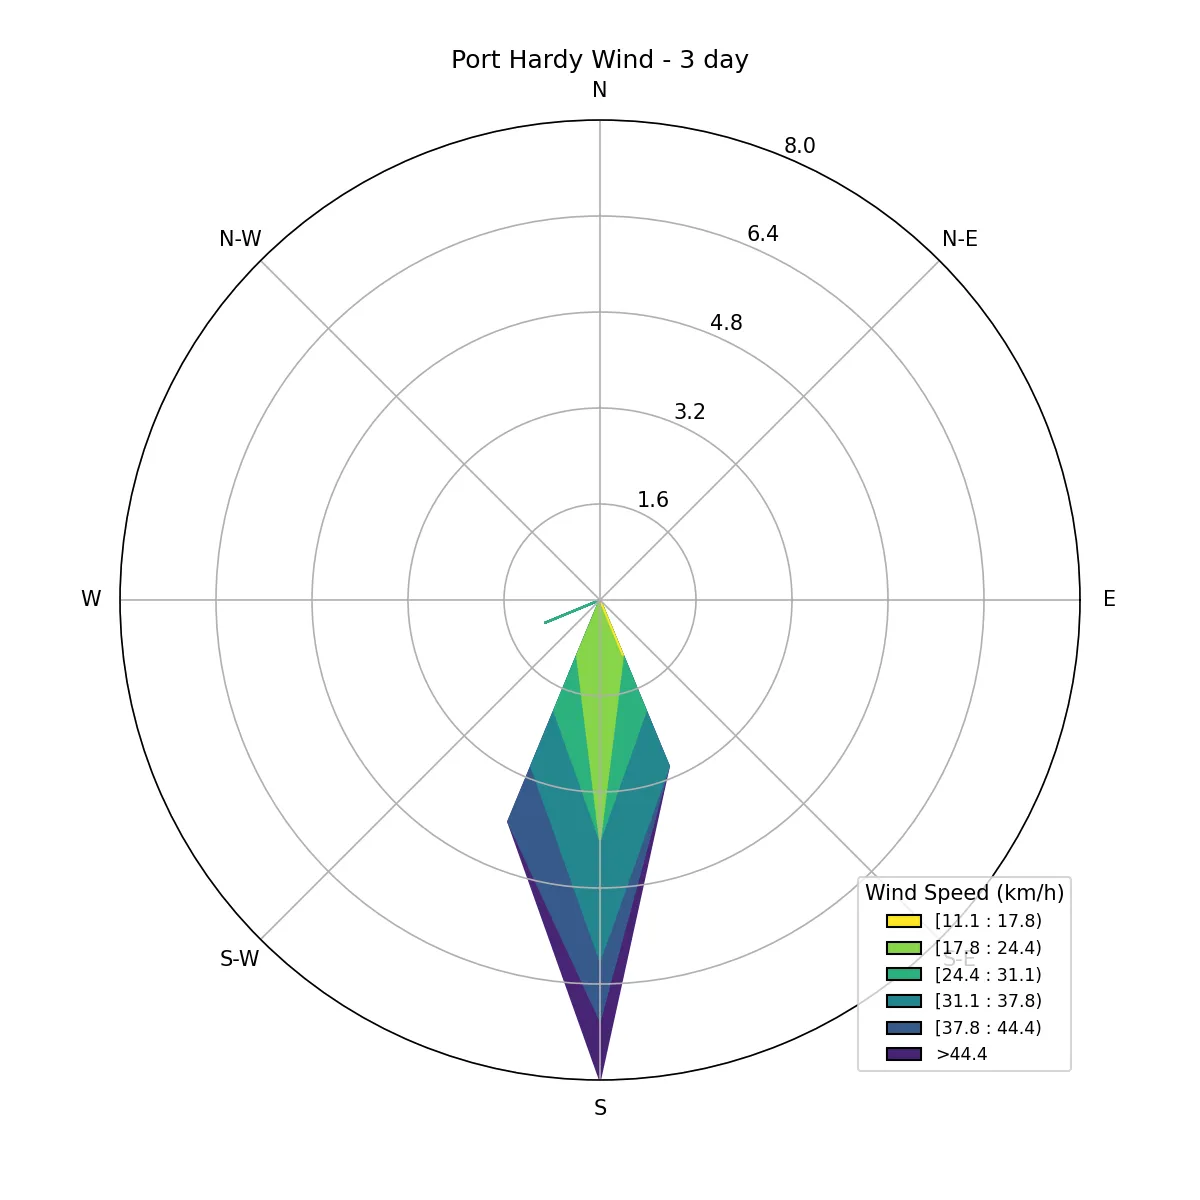 Port Hardy Wind - 3 day
N
8.0
N-W
6.4
N-E
4.8
3.2
1.6
W
E
Wind Speed (km/h)
[11.1 : 17.8)
[17.8 : 24.4)
S-W
S-E
[24.4 : 31.1)
[31.1 : 37.8)
[37.8 : 44.4)
>44.4
S